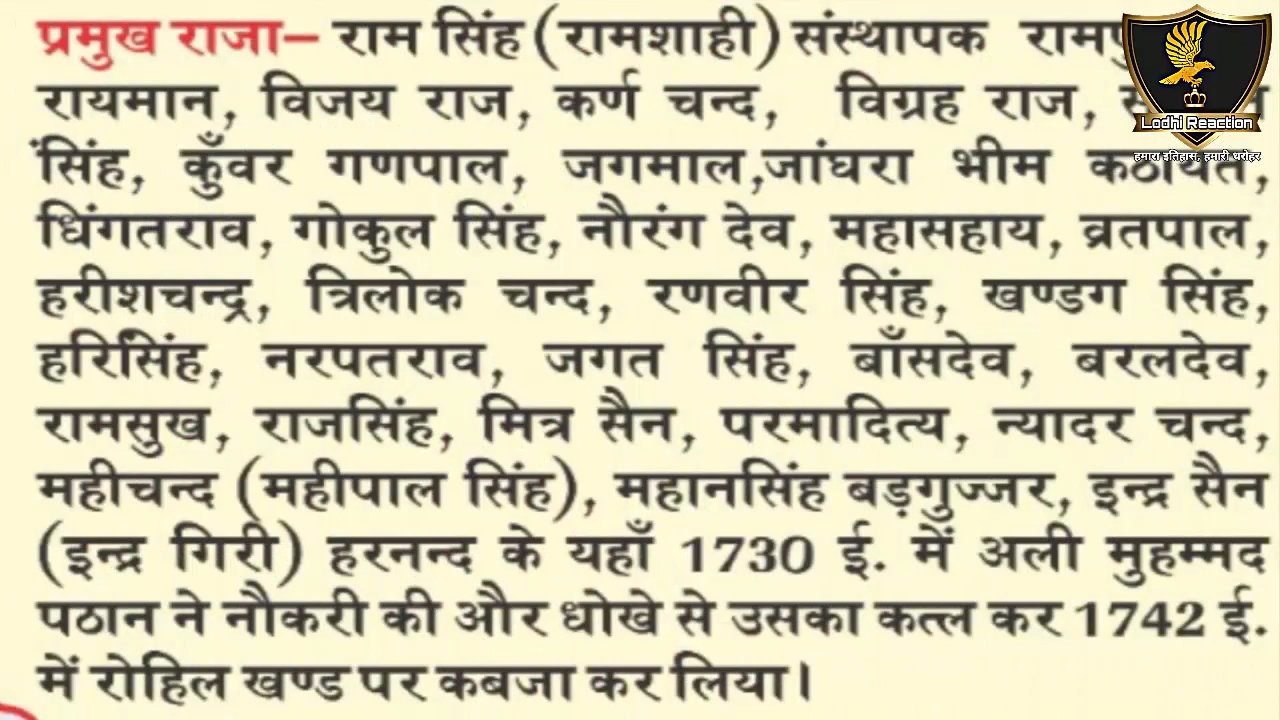 प्रमुख राजा– राम सिंह (रामशाही) संस्थापक
रायमान, विजय राज, कर्ण चन्द, विग्रह राज,
सिंह, कुँवर गणपाल, जगमाल,जांघरा भीम कठायत,
धिंगतराव, गोकुल सिंह, नौरंग देव, महासहाय, व्रतपाल,
हरीशचन्द्र, त्रिलोक चन्द, रणवीर सिंह, खण्डग सिंह,
हरिसिंह, नरपतराव, जगत सिंह, बाँसदेव, बरलदेव,
रामसुख, राजसिंह, मित्र सैन, परमादित्य, न्यादर चन्द,
महीचन्द (महीपाल सिंह), महानसिंह बड़गुज्जर, इन्द्र सैन
(इन्द्र गिरी) हरनन्द के यहाँ 1730 ई. में अली मुहम्मद
पठान ने नौकरी की और धोखे से उसका कत्ल कर 1742 ई.
में रोहिल खण्ड पर कबजा कर लिया।
Lodhi Reaction
हमारा इतिहास, हमारी धरोहर